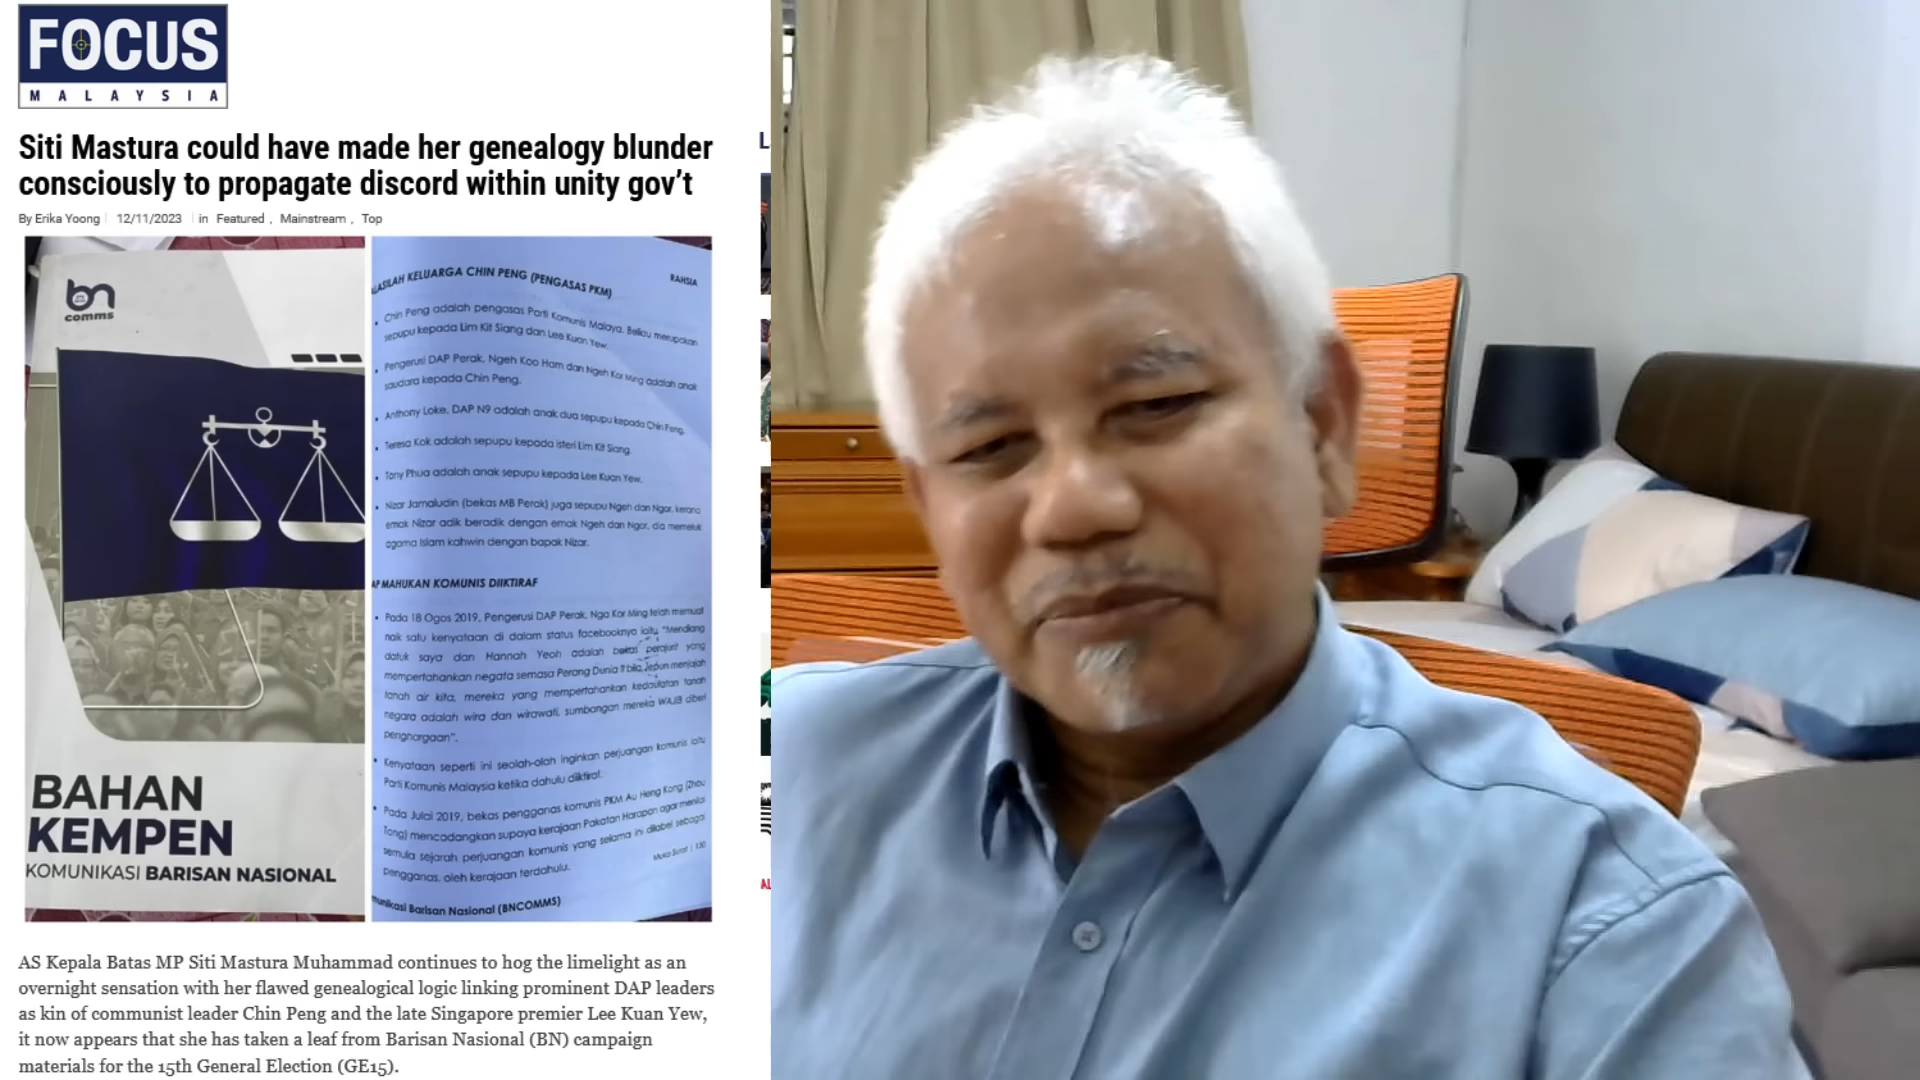 FOCUS
MALAYSIA
Siti Mastura could have made her genealogy blunder
consciously to propagate discord within unity gov't
By Erika Yoong 12/11/2023 in Featured , Mainstream , Top
bn
comms
BAHAN
KEMPEN
KOMUNIKASI BARISAN NASIONAL
ALASILAH KELUARGA CHIN PENG (PENGASAS PKM)
RAHSIA
• Chin Peng adalah pengasas Parti Komunis Malaya. Beliau merupakan
sepupu kepada Lim Kit Siang dan Lee Kuan Yew.
• Pengerusi DAP Perak, Ngeh Koo Ham dan Ngeh Kor Ming adalah anak
saudara kepada Chin Peng.
• Anthony Loke, DAP N9 adalah anak dua sepupu kepada Chin Peng.
• Teresa Kok adalah sepupu kepada isteri Lim Kit Siang.
• Tony Phua adalah anak sepupu kepada Lee Kuan Yew.
• Nizar Jamaludin (bekas MB Perak) juga sepupu Ngeh dan Ngar, kerana
emak Nizar adik beradik dengan emak Ngeh dan Ngar, dia memeluk
agama Islam kahwin dengan bapak Nizar.
AP MAHUKAN KOMUNIS DIIKTIRAF
• Pada 18 Ogos 2019, Pengerusi DAP Perak, Nga Kor Ming telah memuat
naik satu kenyataan di dalam status facebooknya iaitu "Mendiang
datuk saya dan Hannah Yeoh adalah bekas perajurit yang
mempertahankan negata semasa Perang Dunia II bila Jepun menjajah
tanah air kita, mereka yang mempertahankan kedaulatan tanah
negara adalah wira dan wirawati, sumbangan mereka WAJIB diberi
penghargaan".
• Kenyataan seperti ini seolah-olah inginkan perjuangan komunis iaitu
Parti Komunis Malaysia ketika dahulu diiktiraf.
• Pada Julai 2019, bekas pengganas komunis PKM Au Heng Kong (Zhou
Tong) mencadangkan supaya kerajaan Pakatan Harapan agar menilai
semula sejarah perjuangan komunis yang selama ini dilabel sebagai
pengganas, oleh kerajaan terdahulu.
Muka Surat | 130
munikasi Barisan Nasional (BNCOMMS)
AS Kepala Batas MP Siti Mastura Muhammad continues to hog the limelight as an
overnight sensation with her flawed genealogical logic linking prominent DAP leaders
as kin of communist leader Chin Peng and the late Singapore premier Lee Kuan Yew,
it now appears that she has taken a leaf from Barisan Nasional (BN) campaign
materials for the 15th General Election (GE15).